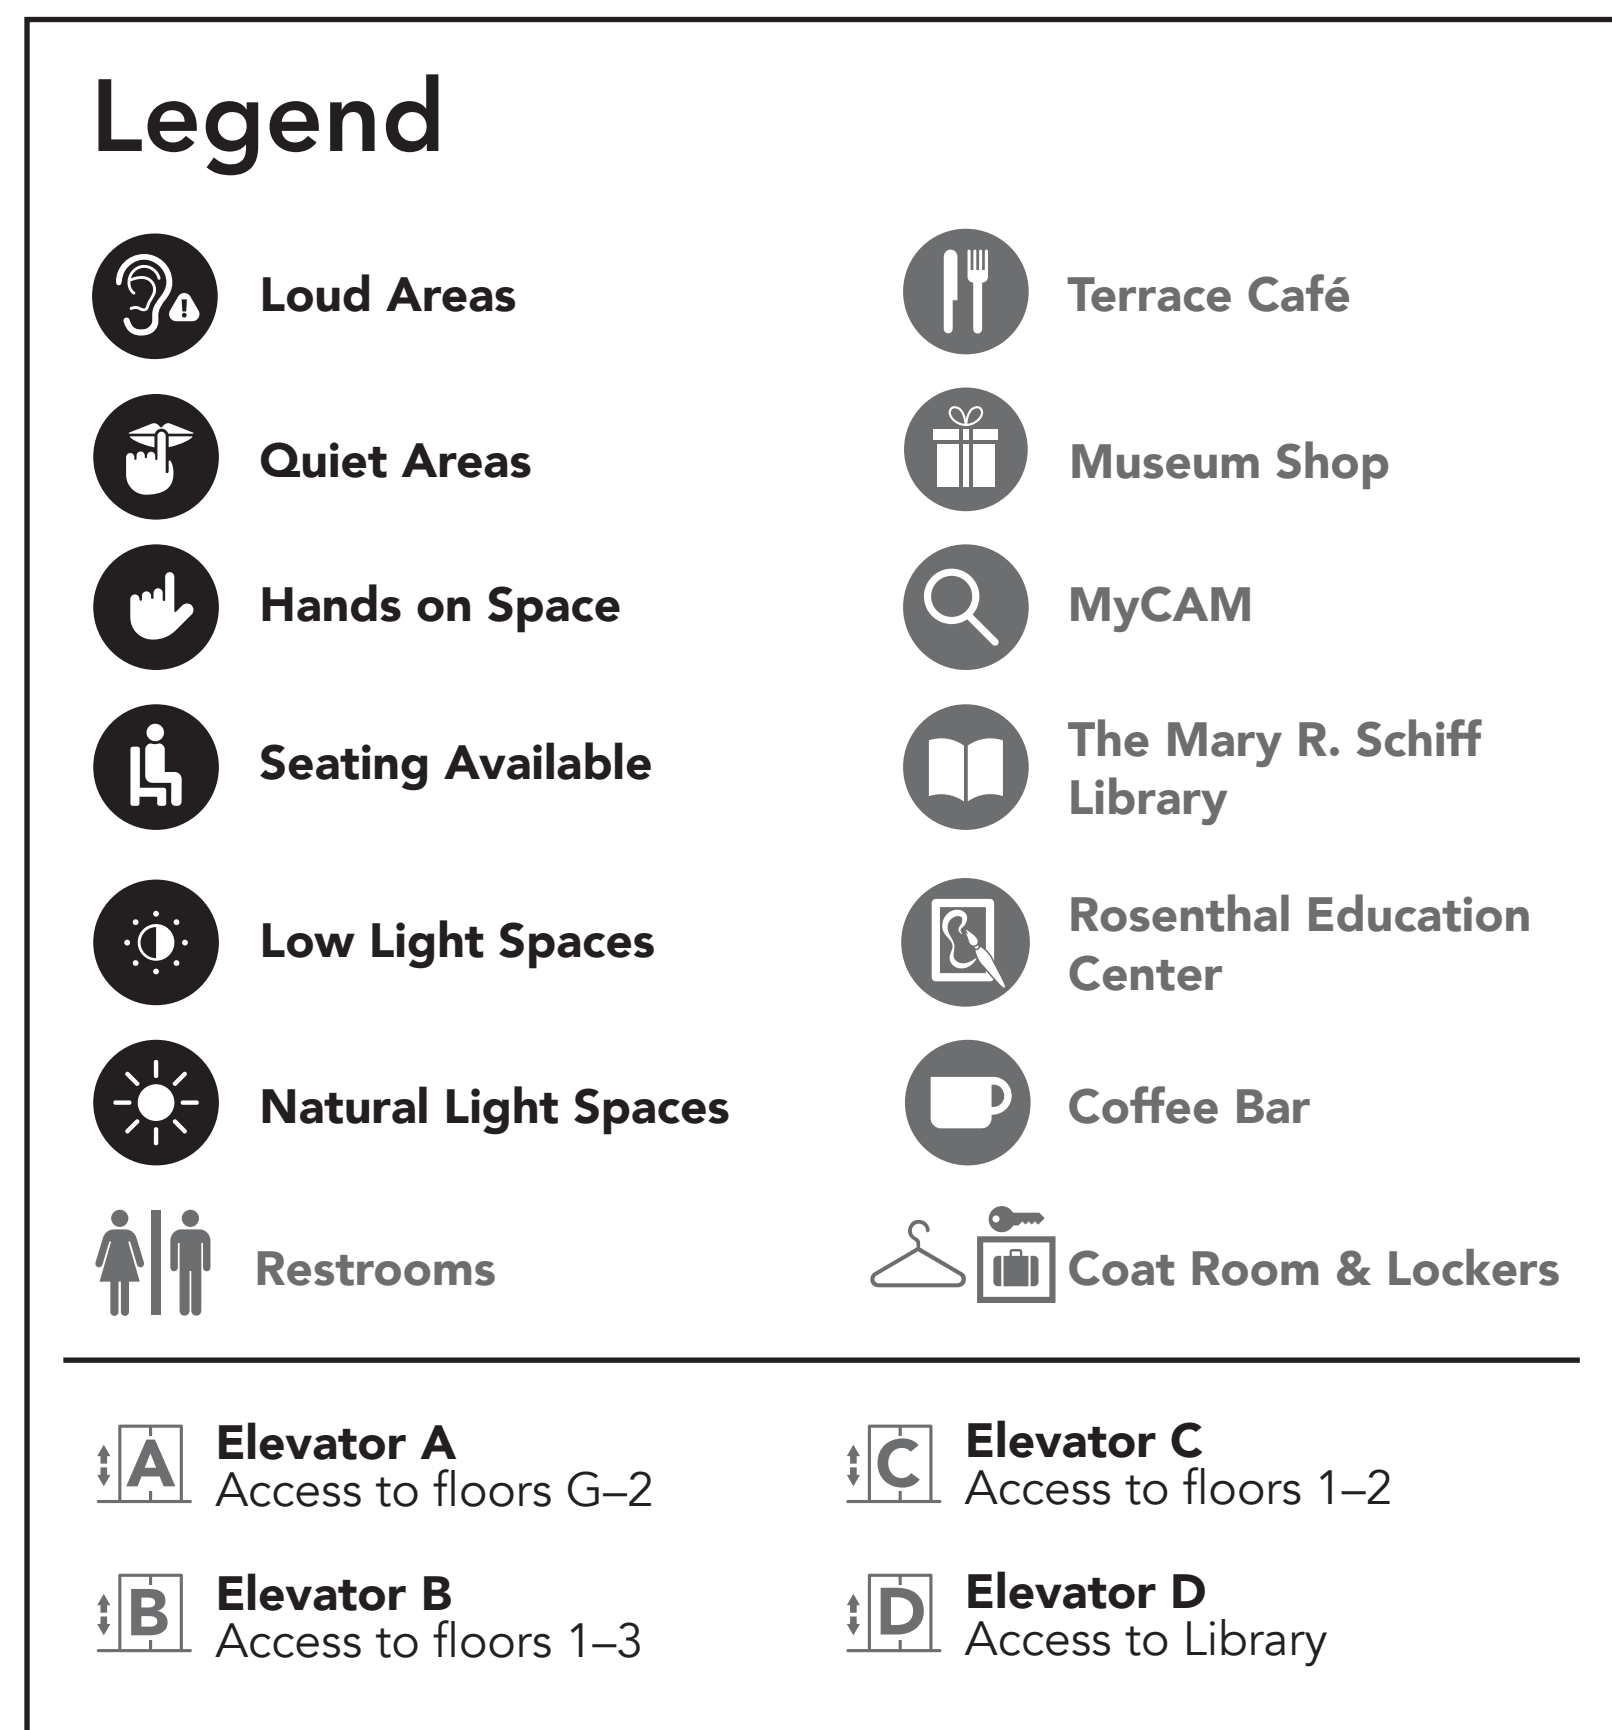 Legend
Loud Areas
Quiet Areas
Hands on Space
Seating Available
Low Light Spaces
Natural Light Spaces
Restrooms
Terrace Café
Museum Shop
MyCAM
The Mary R. Schiff
Library
Rosenthal Education
Center
Coffee Bar
Coat Room & Lockers
A
Elevator A
Access to floors G–2
B
Elevator B
Access to floors 1–3
C
Elevator C
Access to floors 1–2
D
Elevator D
Access to Library